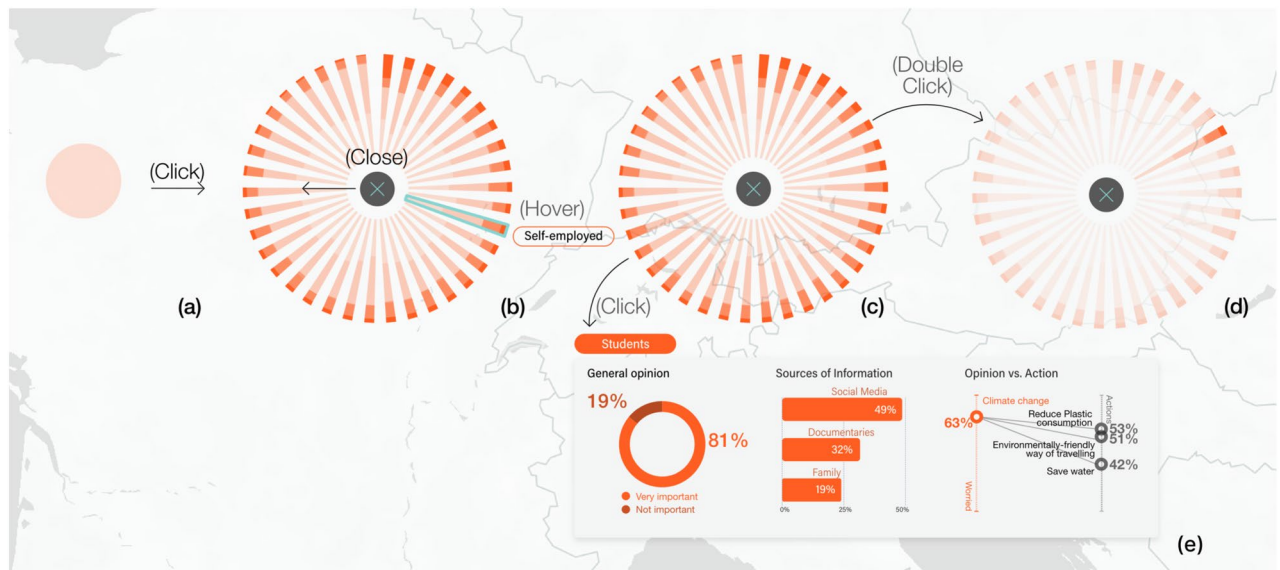 (Click)
(a)
(Close)
(Hover)
Self-employed
(b)
(c)
(Double
Click)
(d)
(Click)
Students
General opinion
19%
81%
Very important
Not important
Sources of Information
Social Media
49%
Documentaries
32%
Family
19%
0%
25%
50%
Opinion vs. Action
Climate change
63%
Worried
Actions
Reduce Plastic
consumption
53%
51%
Environmentally-friendly
way of travelling
42%
Save water
(e)